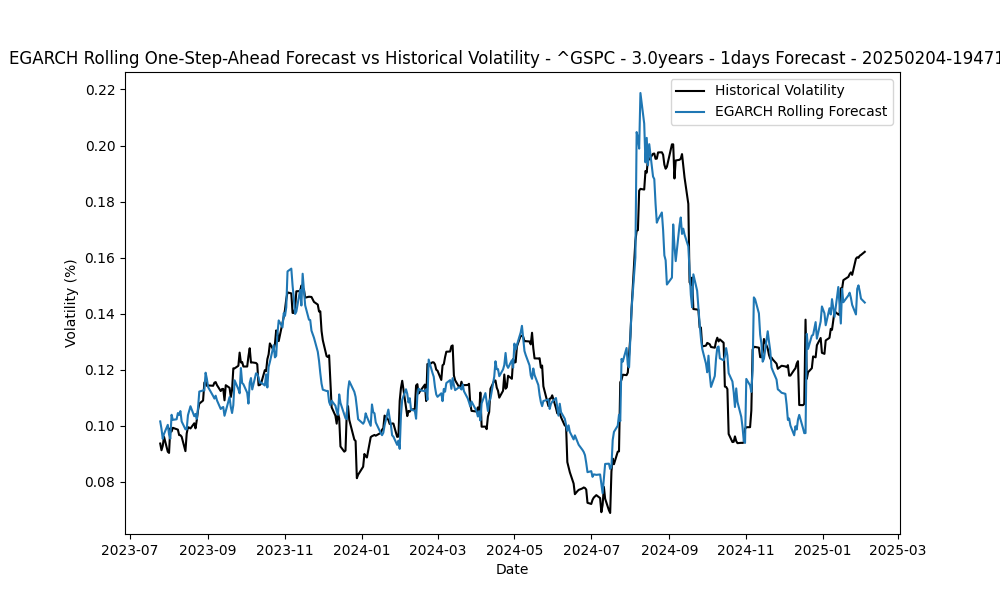 EGARCH Rolling One-Step-Ahead Forecast vs Historical Volatility - ^GSPC - 3.0years - 1days Forecast - 20250204-19471
Historical Volatility
EGARCH Rolling Forecast
Volatility (%)
0.22
0.20
0.18
0.16
0.14
0.12
0.10
0.08
2023-07 2023-09 2023-11 2024-01 2024-03 2024-05 2024-07 2024-09 2024-11 2025-01 2025-03
Date